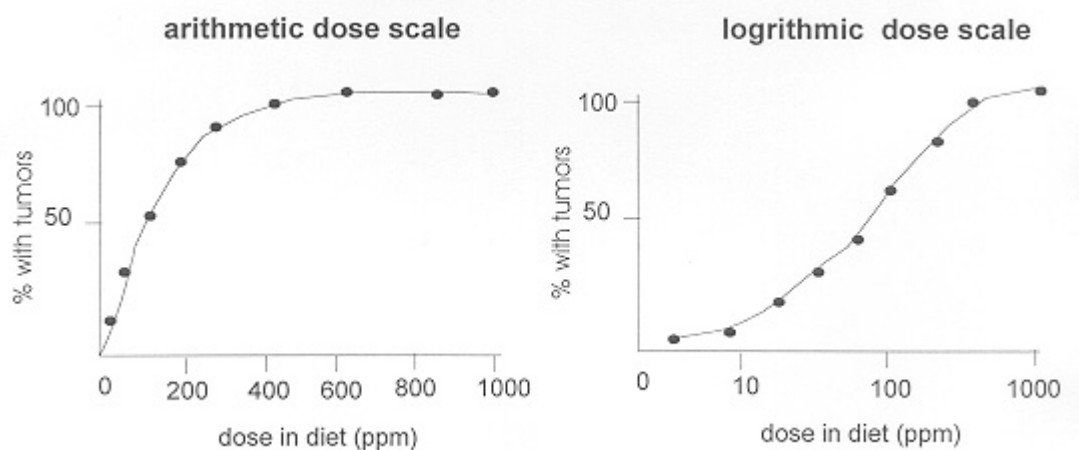 arithmetic dose scale
100
50
% with tumors
0 200 400 600 800 1000
dose in diet (ppm)
logrithmic dose scale
100
50
% with tumors
0 10 100 1000
dose in diet (ppm)